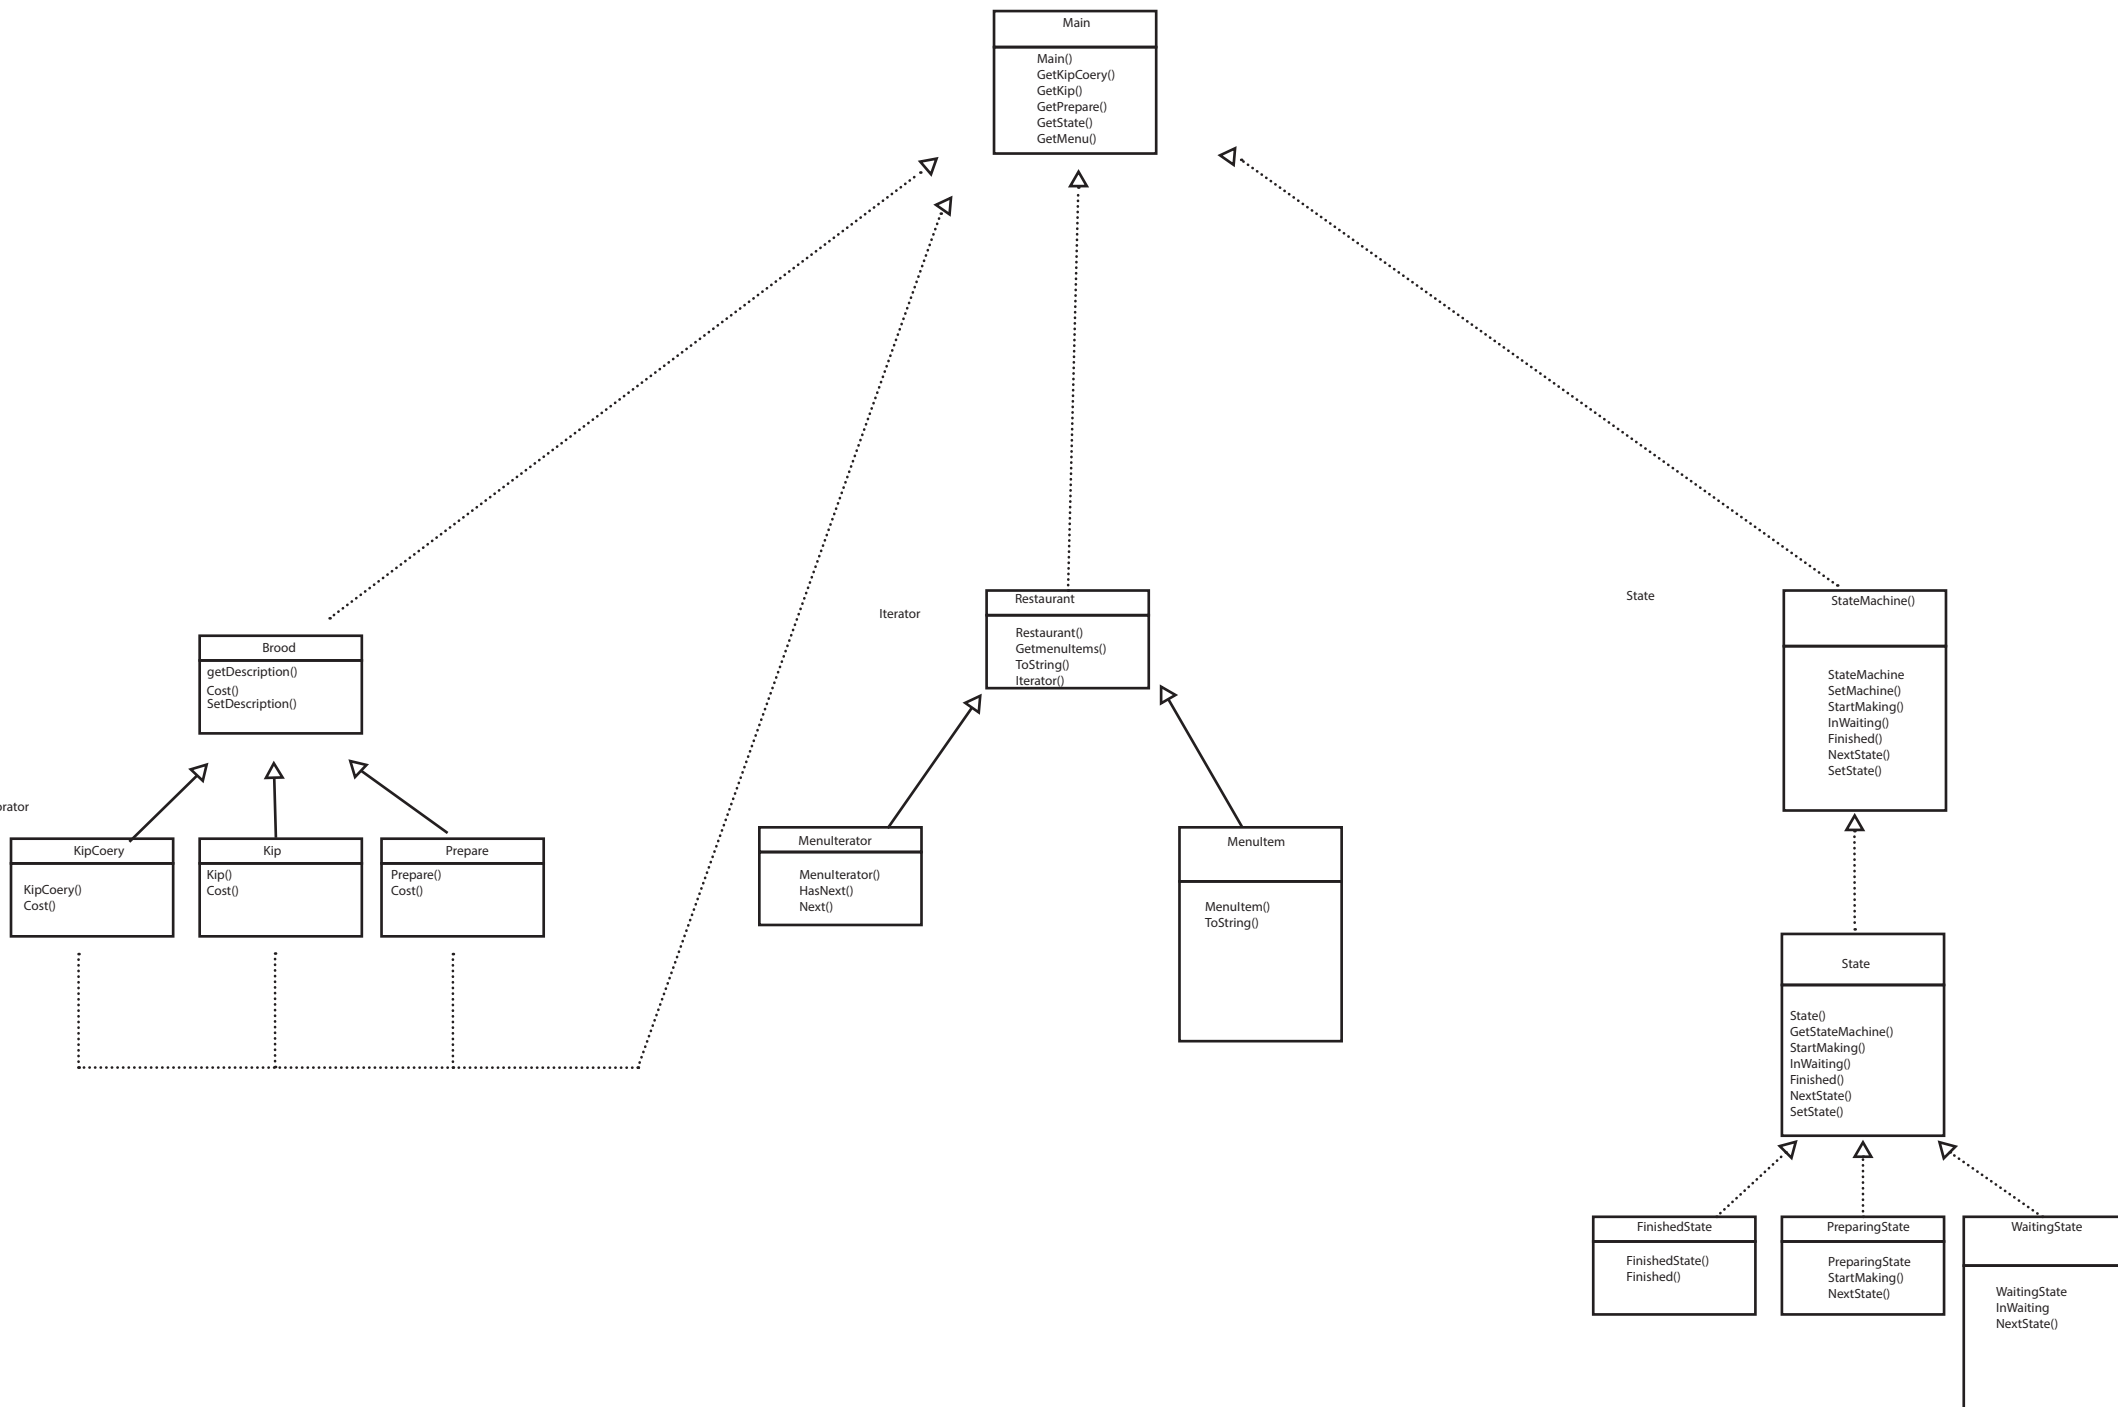 Main
Main()
GetKipCoery()
GetKip()
GetPrepare()
GetState()
GetMenu()
Brood
getDescription()
Cost()
SetDescription()
orator
KipCoery
KipCoery()
Cost()
Kip
Kip()
Cost()
Prepare
Prepare()
Cost()
Iterator
Restaurant
Restaurant()
GetmenuItems()
ToString()
Iterator()
MenuIterator
MenuIterator()
HasNext()
Next()
MenuItem
MenuItem()
ToString()
State
StateMachine()
StateMachine
SetMachine()
StartMaking()
InWaiting()
Finished()
NextState()
SetState()
State
State()
GetStateMachine()
StartMaking()
InWaiting()
Finished()
NextState()
SetState()
FinishedState
FinishedState()
Finished()
PreparingState
PreparingState
StartMaking()
NextState()
WaitingState
WaitingState
InWaiting
NextState()